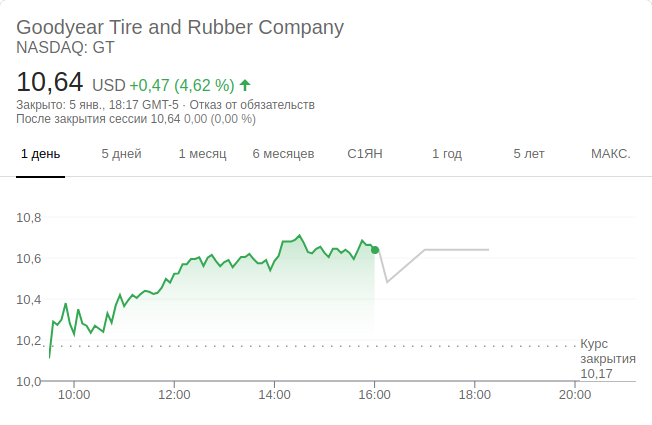 Goodyear Tire and Rubber Company
NASDAQ: GT
10,64 USD +0,47 (4,62 %)
Закрыто: 5 янв., 18:17 GMT-5 · Отказ от обязательств
После закрытия сессии 10,64 0,00 (0,00 %)
1 день 5 дней 1 месяц 6 месяцев С1ЯН 1 год 5 лет МАКС.
10,8
10,6
10,4
10,2
10,0
Курс
закрытия
10,17
10:00 12:00 14:00 16:00 18:00 20:00